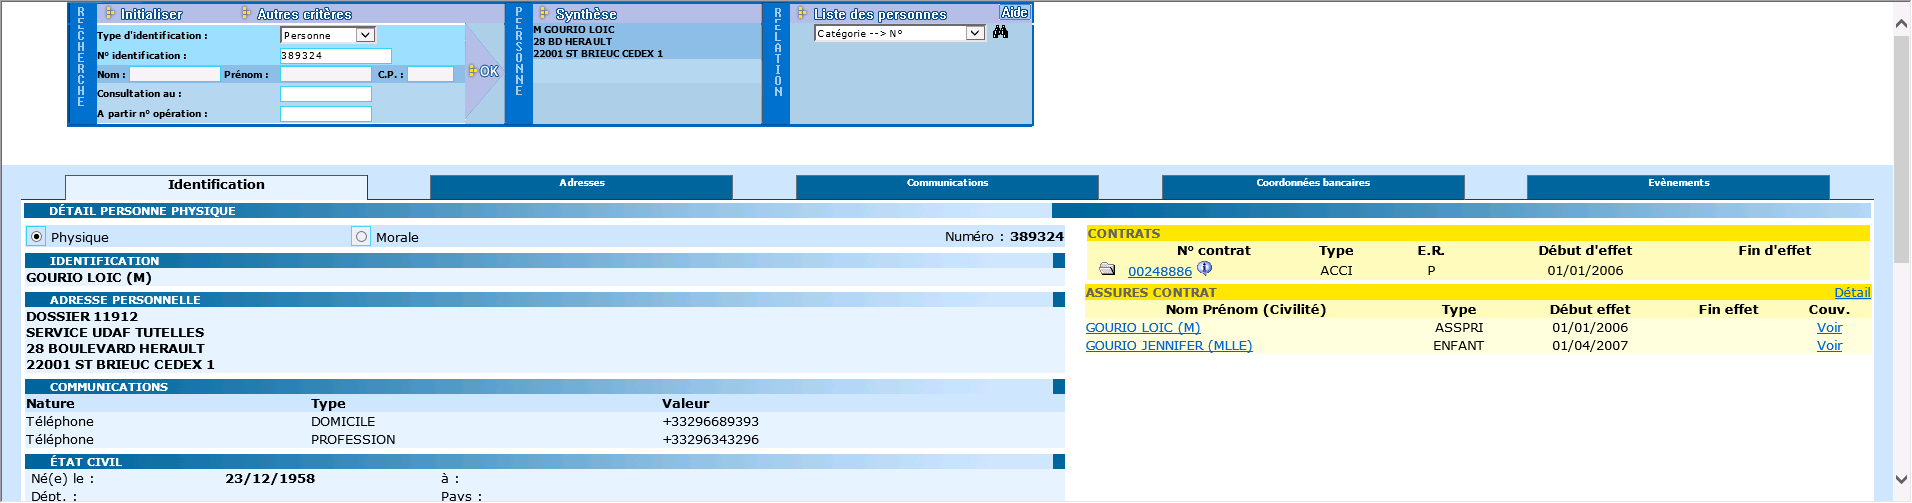 RECHERCHE
Initialiser Autres critères
Type d'identification : Personne
N° identification : 389324
Nom : Prénom : C.P. :
OK
Consultation au :
A partir n° opération :
PERSONNE
Synthèse
M GOURIO LOIC
28 BD HERAULT
22001 ST BRIEUC CEDEX 1
RELATION
Liste des personnes Aide
Catégorie --> N°
Identification Adresses Communications Coordonnées bancaires Evènements
DÉTAIL PERSONNE PHYSIQUE
Physique Morale Numéro : 389324
IDENTIFICATION
GOURIO LOIC (M)
ADRESSE PERSONNELLE
DOSSIER 11912
SERVICE UDAF TUTELLES
28 BOULEVARD HERAULT
22001 ST BRIEUC CEDEX 1
COMMUNICATIONS
Nature Type Valeur
Téléphone DOMICILE +33296689393
Téléphone PROFESSION +33296343296
ÉTAT CIVIL
Né(e) le : 23/12/1958 à :
Dépt. : Pays :
CONTRATS
N° contrat Type E.R. Début d'effet Fin d'effet
00248886 ACCI P 01/01/2006
ASSURES CONTRAT Détail
Nom Prénom (Civilité) Type Début effet Fin effet Couv.
GOURIO LOIC (M) ASSPRI 01/01/2006 Voir
GOURIO JENNIFER (MLLE) ENFANT 01/04/2007 Voir